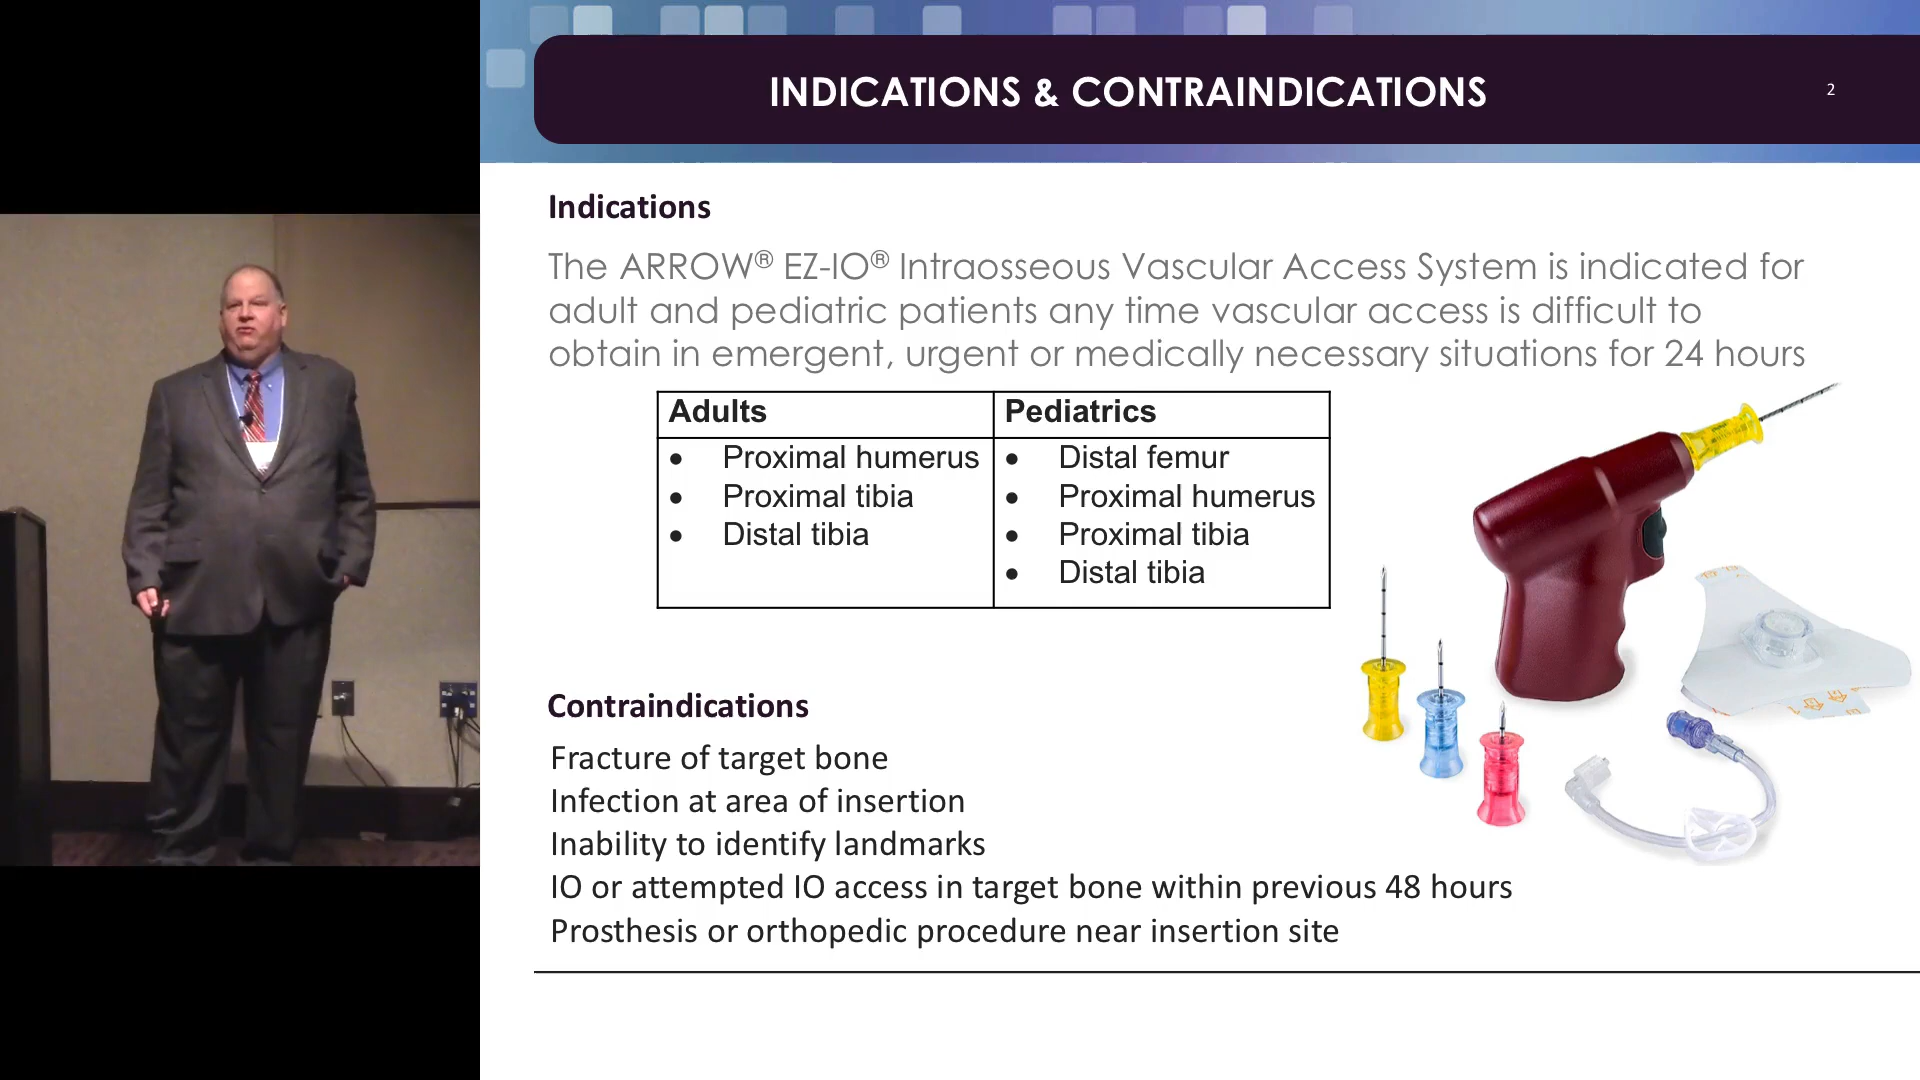 INDICATIONS & CONTRAINDICATIONS
2
Indications
The ARROW® EZ-IO® Intraosseous Vascular Access System is indicated for
adult and pediatric patients any time vascular access is difficult to
obtain in emergent, urgent or medically necessary situations for 24 hours
Adults
• Proximal humerus
• Proximal tibia
• Distal tibia
Pediatrics
• Distal femur
• Proximal humerus
• Proximal tibia
• Distal tibia
Contraindications
Fracture of target bone
Infection at area of insertion
Inability to identify landmarks
IO or attempted IO access in target bone within previous 48 hours
Prosthesis or orthopedic procedure near insertion site